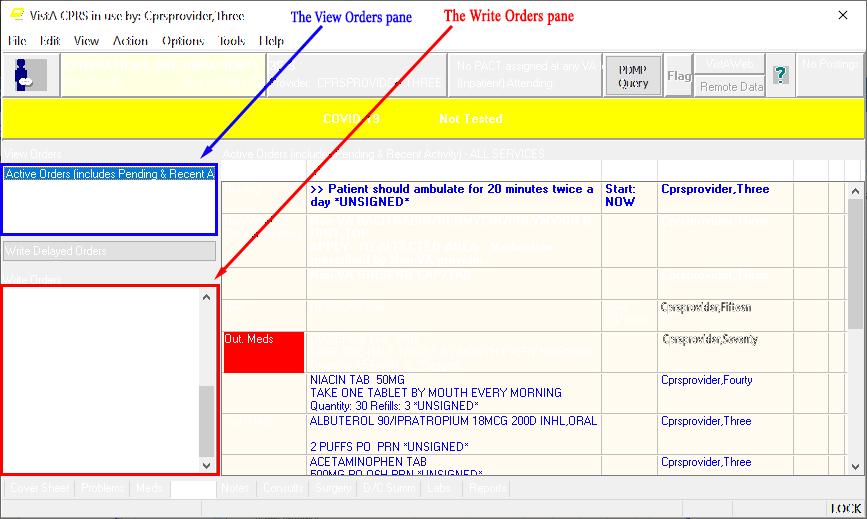 The View Orders pane
The Write Orders pane
VistA CPRS in use by: Cprsprovider,Three
File Edit View Action Options Tools Help
No PACT assigned at any VA
Provider: CPRSPROVIDER,THREE
(Inpatient) Attending
PDMP
Query
Flag
VistAWeb
Remote Data
?
No Postings
COVID-19 Not Tested
View Orders
Active Orders (includes Pending & Recent Activity) - ALL SERVICES
Active Orders (includes Pending & Recent A
Write Delayed Orders
Write Orders
>> Patient should ambulate for 20 minutes twice a
day *UNSIGNED*
Start:
NOW
Cprsprovider,Three
Cprsprovider,Fifteen
Out. Meds
Cprsprovider,Seventy
NIACIN TAB 50MG
TAKE ONE TABLET BY MOUTH EVERY MORNING
Quantity: 30 Refills: 3 *UNSIGNED*
Cprsprovider,Fourty
ALBUTEROL 90/IPRATROPIUM 18MCG 200D INHL,ORAL
2 PUFFS PO PRN *UNSIGNED*
Cprsprovider,Three
ACETAMINOPHEN TAB
500MG PO Q6H PRN *UNSIGNED*
Cprsprovider,Three
Cover Sheet Problems Meds Notes Consults Surgery D/C Summ Labs Reports
LOCK